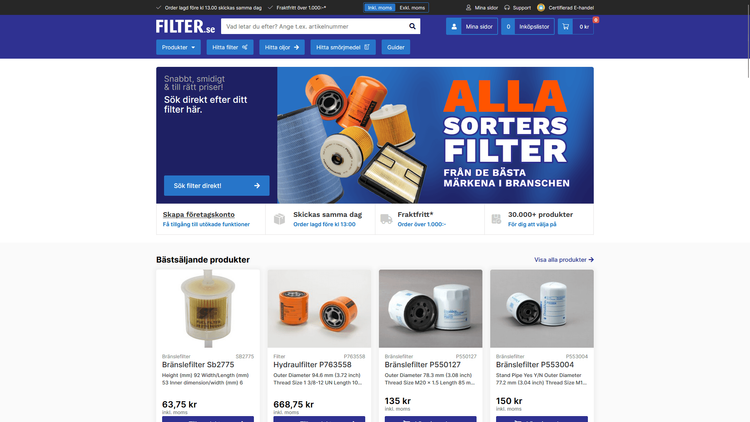 Order lagd före kl 13.00 skickas samma dag
Fraktfritt över 1.000:-*
Inkl. moms
Exkl. moms
Mina sidor
Support
Certifierad E-handel
FILTER.se
Vad letar du efter? Ange t.ex. artikelnummer
Mina sidor
0
Inköpslistor
0 kr
0
Produkter
Hitta filter
Hitta oljor
Hitta smörjmedel
Guider
Snabbt, smidigt
& till rätt priser!
Sök direkt efter ditt
filter här.
Sök filter direkt!
ALLA
SORTERS
FILTER
FRÅN DE BÄSTA
MÄRKENA I BRANSCHEN
Skapa företagskonto
Få tillgång till utökade funktioner
Skickas samma dag
Order lagd före kl 13:00
Fraktfritt*
Order över 1.000:-
30.000+ produkter
För dig att välja på
Bästsäljande produkter
Visa alla produkter
Bränslefilter
SB2775
Bränslefilter Sb2775
Height (mm) 92 Width/Length (mm)
53 Inner dimension/width (mm) 6
63,75 kr
inkl. moms
Filter
P763558
Hydraulfilter P763558
Outer Diameter 94.6 mm (3.72 inch)
Thread Size 1 3/8-12 UN Length 10...
668,75 kr
inkl. moms
Bränslefilter
P550127
Bränslefilter P550127
Outer Diameter 78.3 mm (3.08 inch)
Thread Size M20 x 1.5 Length 85 m...
135 kr
inkl. moms
Bränslefilter
P553004
Bränslefilter P553004
Stand Pipe Yes Y/N Outer Diameter
77.2 mm (3.04 inch) Thread Size M1...
150 kr
inkl. moms